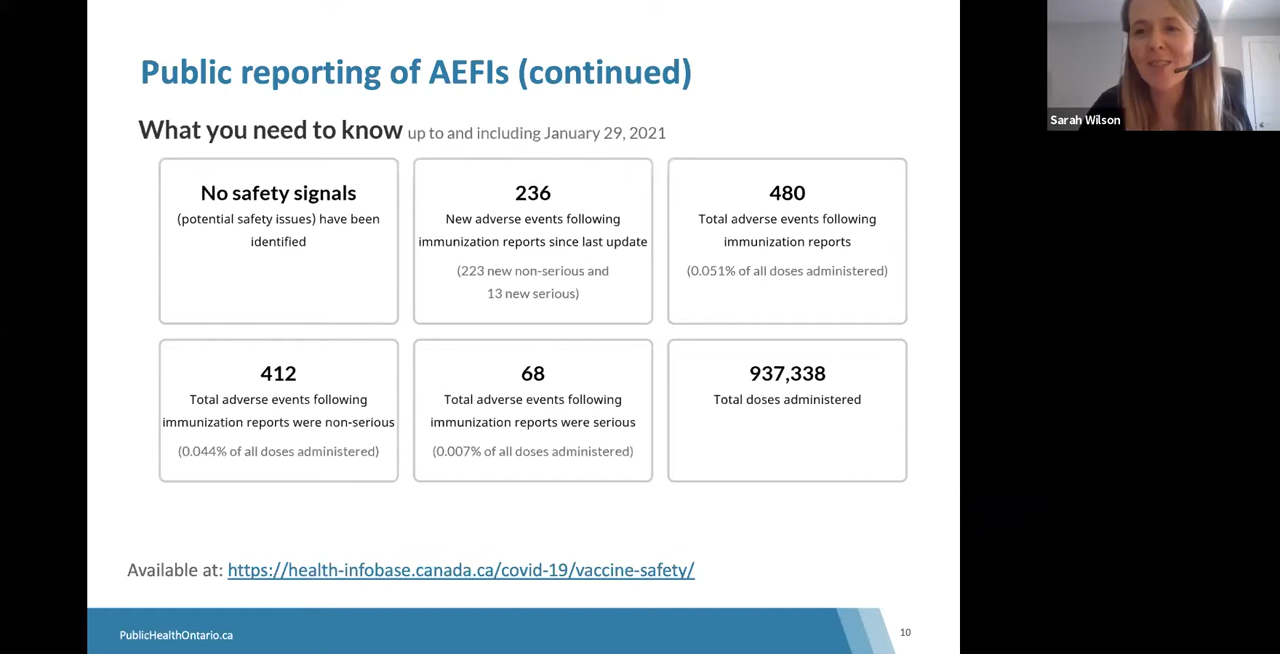 Public reporting of AEFIs (continued)
What you need to know up to and including January 29, 2021
No safety signals
(potential safety issues) have been
identified
236
New adverse events following
immunization reports since last update
(223 new non-serious and
13 new serious)
480
Total adverse events following
immunization reports
(0.051% of all doses administered)
412
Total adverse events following
immunization reports were non-serious
(0.044% of all doses administered)
68
Total adverse events following
immunization reports were serious
(0.007% of all doses administered)
937,338
Total doses administered
Available at: https://health-infobase.canada.ca/covid-19/vaccine-safety/
PublicHealthOntario.ca
10
Sarah Wilson